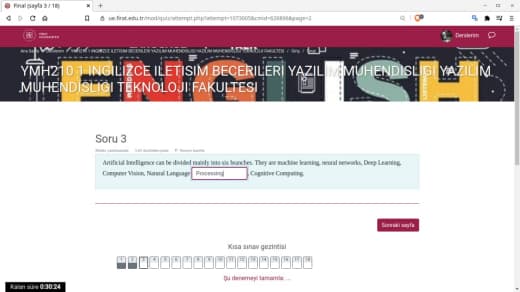 Final (sayfa 3 / 18)
ue.firat.edu.tr/mod/quiz/attempt.php?attempt=1073605&cmid=539898&page=2
FIRAT
Derslerim
YMH210.1 INGILIZCE ILETISIM BECERILERI YAZILIM MUHENDISLIGI YAZILIM
MUHENDISLIGI TEKNOLOJI FAKULTESI
Soru 3
Artificial Intelligence can be divided mainly into six branches. They are machine learning, neural networks, Deep Learning,
Computer Vision, Natural Language Processing, Cognitive Computing.
Sonraki sayfa
Kısa sınav gezintisi
1 2 3 4 5 6 7 8 9 10 11 12 13 14 15 16 17 18
Şu denemeyi tamamla ...
Kalan süre 0:30:24